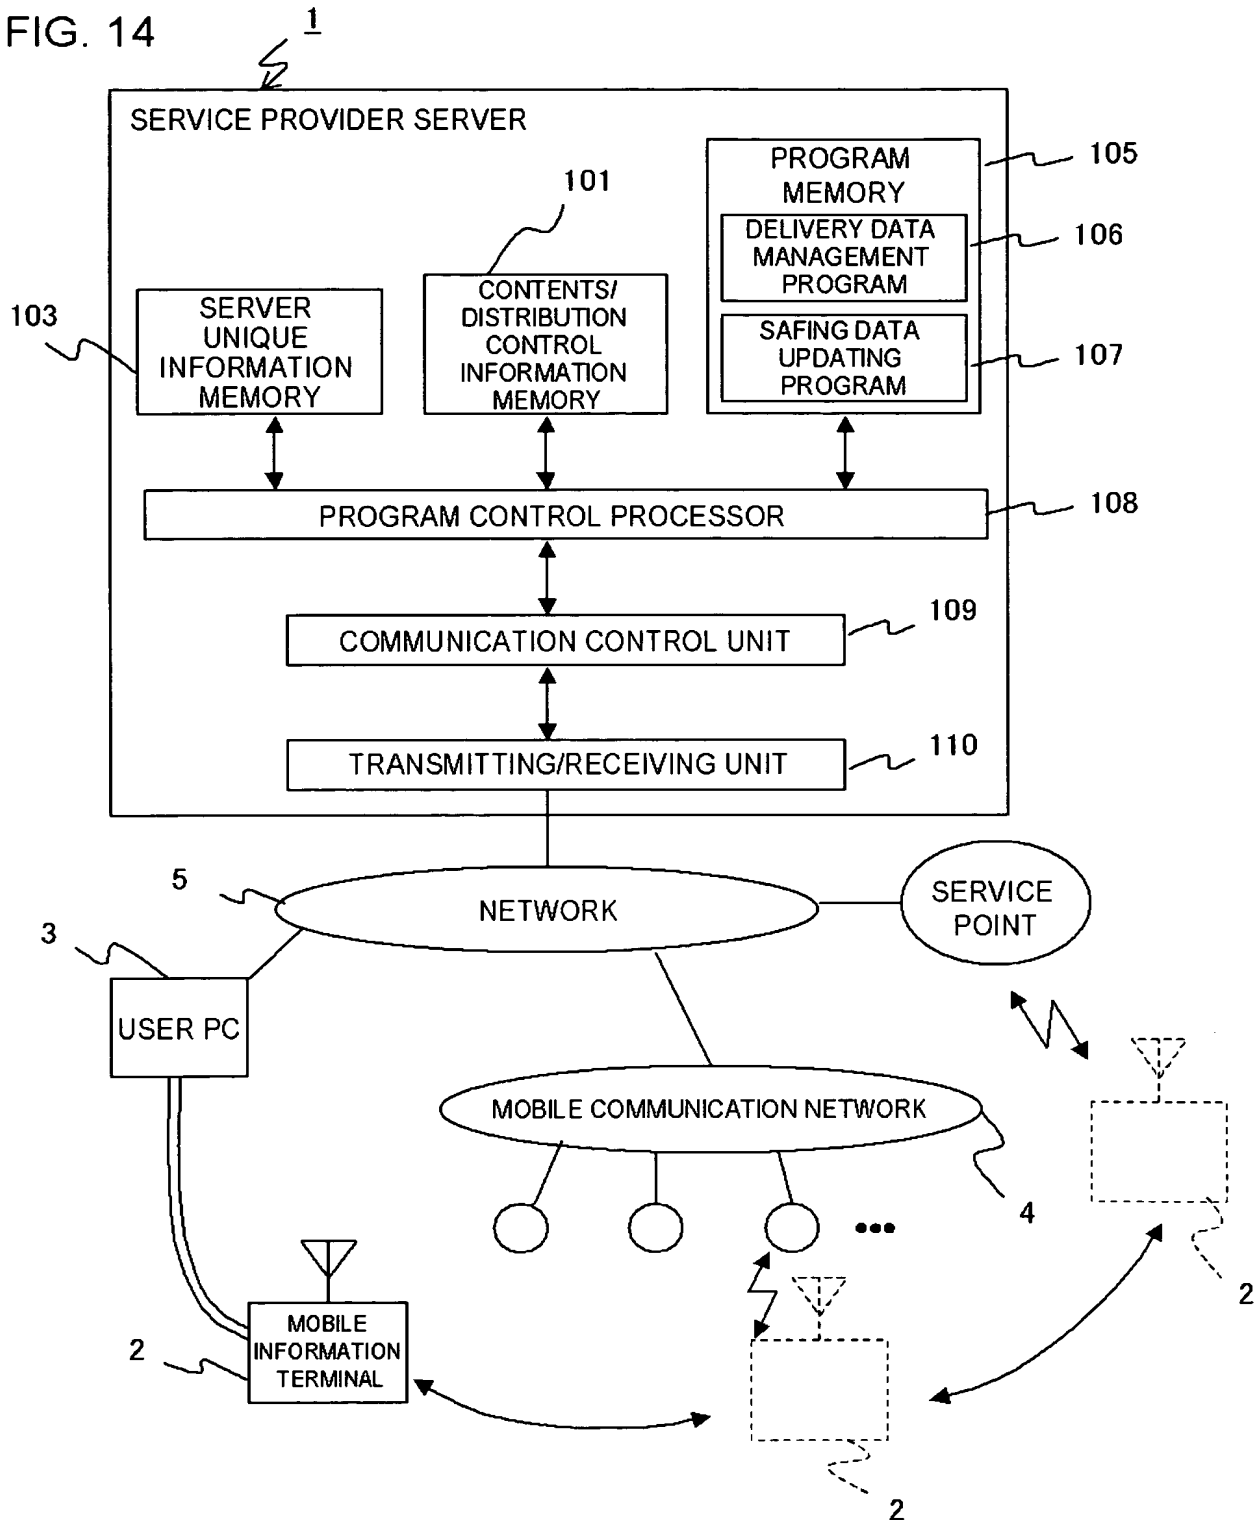 FIG. 14
1
SERVICE PROVIDER SERVER
PROGRAM
MEMORY
105
101
DELIVERY DATA
MANAGEMENT
PROGRAM
106
103
SERVER
UNIQUE
INFORMATION
MEMORY
CONTENTS/
DISTRIBUTION
CONTROL
INFORMATION
MEMORY
SAFING DATA
UPDATING
PROGRAM
107
PROGRAM CONTROL PROCESSOR
108
COMMUNICATION CONTROL UNIT
109
TRANSMITTING/RECEIVING UNIT
110
5
NETWORK
SERVICE
POINT
3
USER PC
MOBILE COMMUNICATION NETWORK
4
2
MOBILE
INFORMATION
TERMINAL
2
2